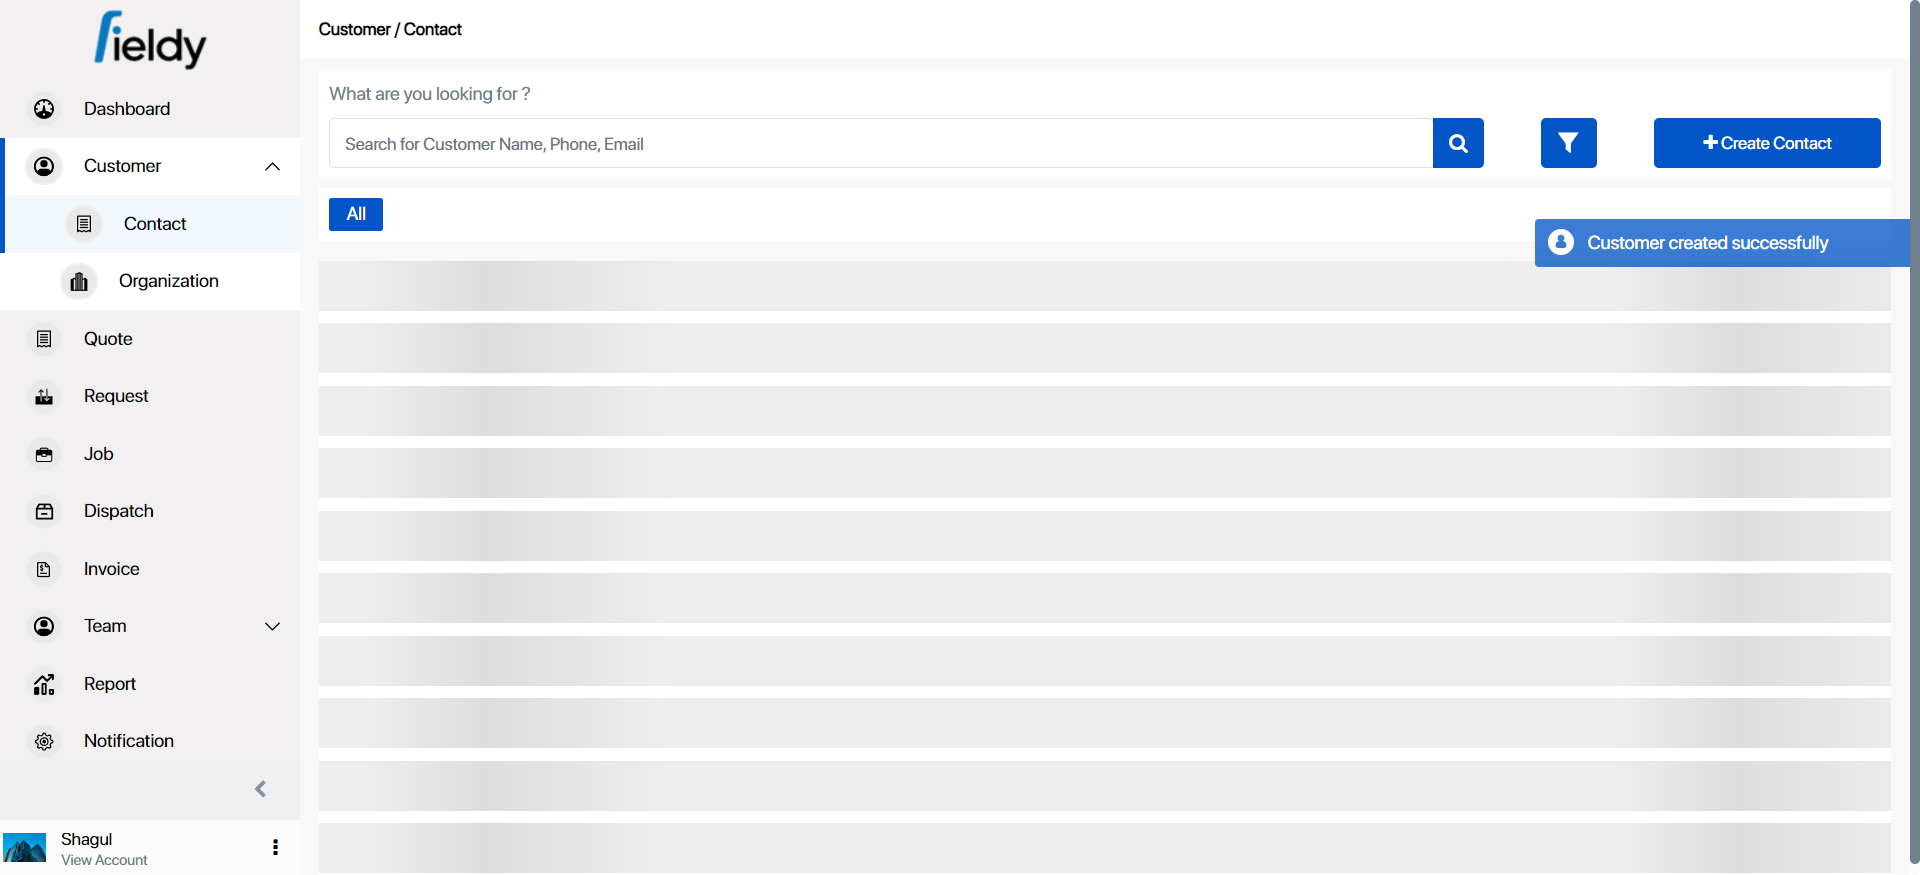 fieldy
Dashboard
Customer
Contact
Organization
Quote
Request
Job
Dispatch
Invoice
Team
Report
Notification
Shagul
View Account
Customer / Contact
What are you looking for ?
Search for Customer Name, Phone, Email
Create Contact
All
Customer created successfully